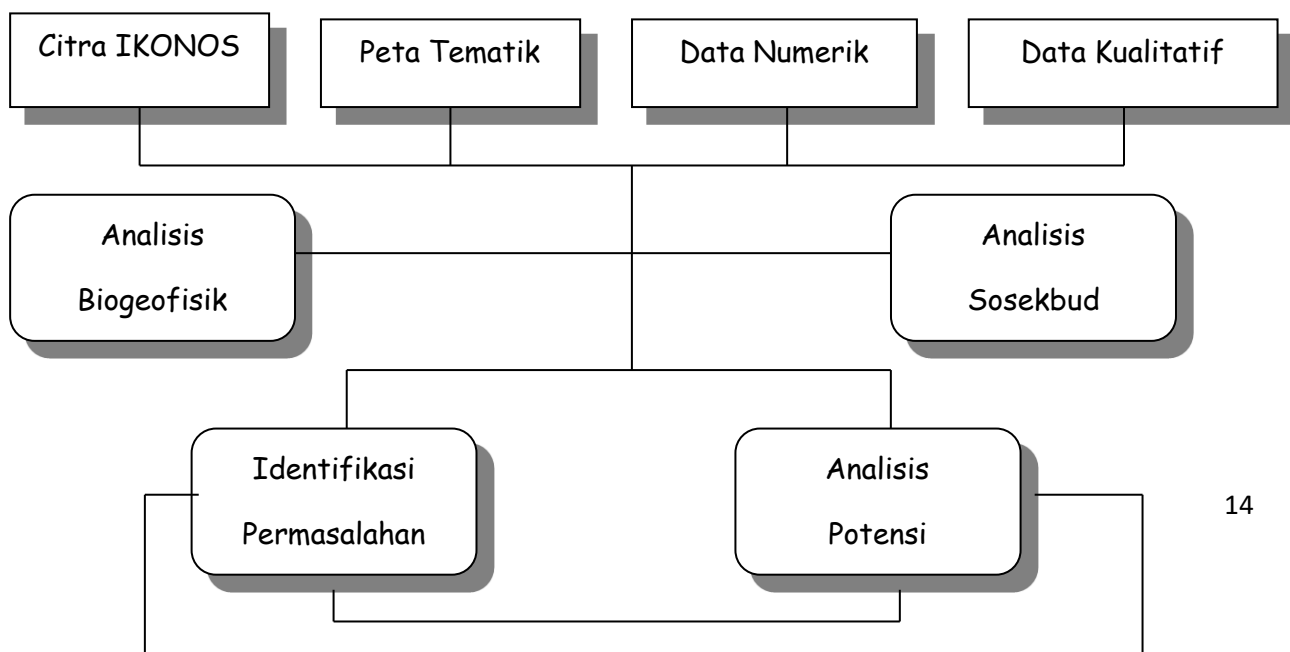 Citra IKONOS
Peta Tematik
Data Numerik
Data Kualitatif
Analisis
Biogeofisik
Analisis
Sosekbud
Identifikasi
Permasalahan
Analisis
Potensi
14